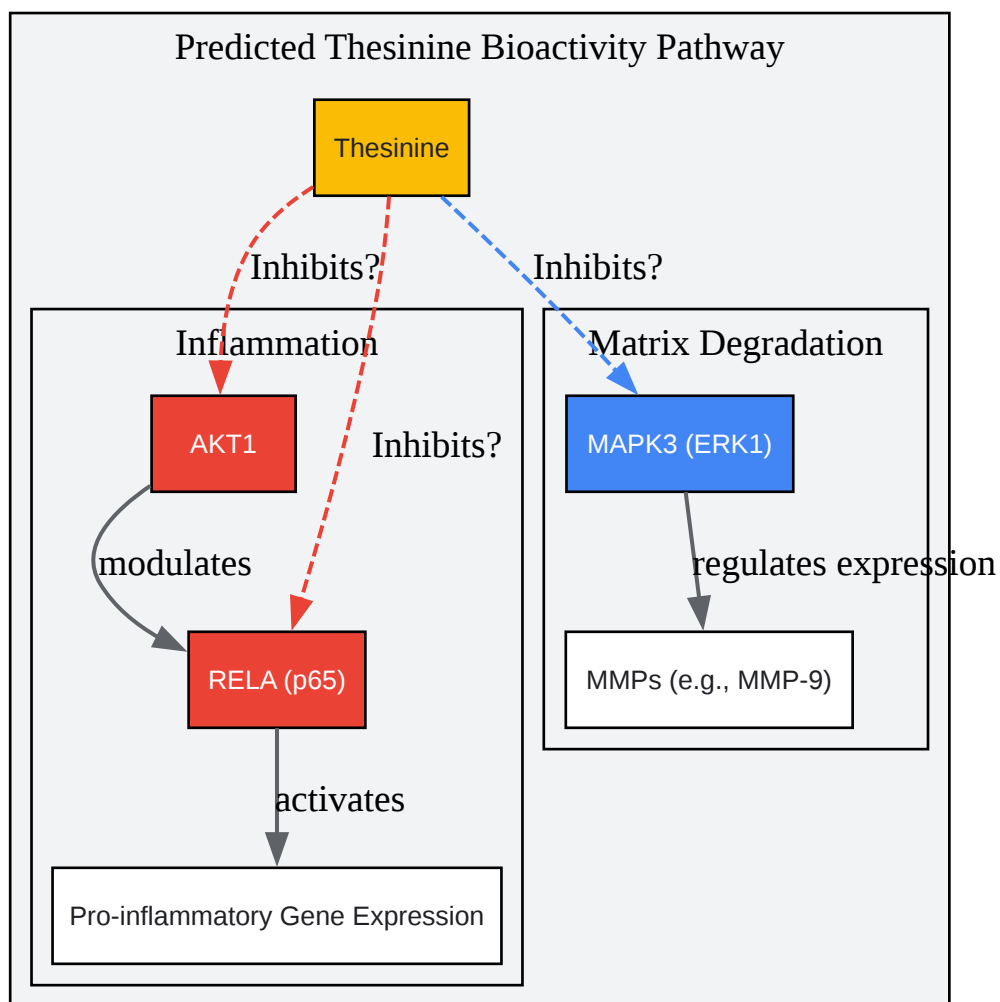 Predicted Thesinine Bioactivity Pathway
Thesinine
Inhibits?
Inhibits?
Inflammation
Matrix Degradation
AKT1
Inhibits?
MAPK3 (ERK1)
modulates
regulates expression
RELA (p65)
MMPs (e.g., MMP-9)
activates
Pro-inflammatory Gene Expression